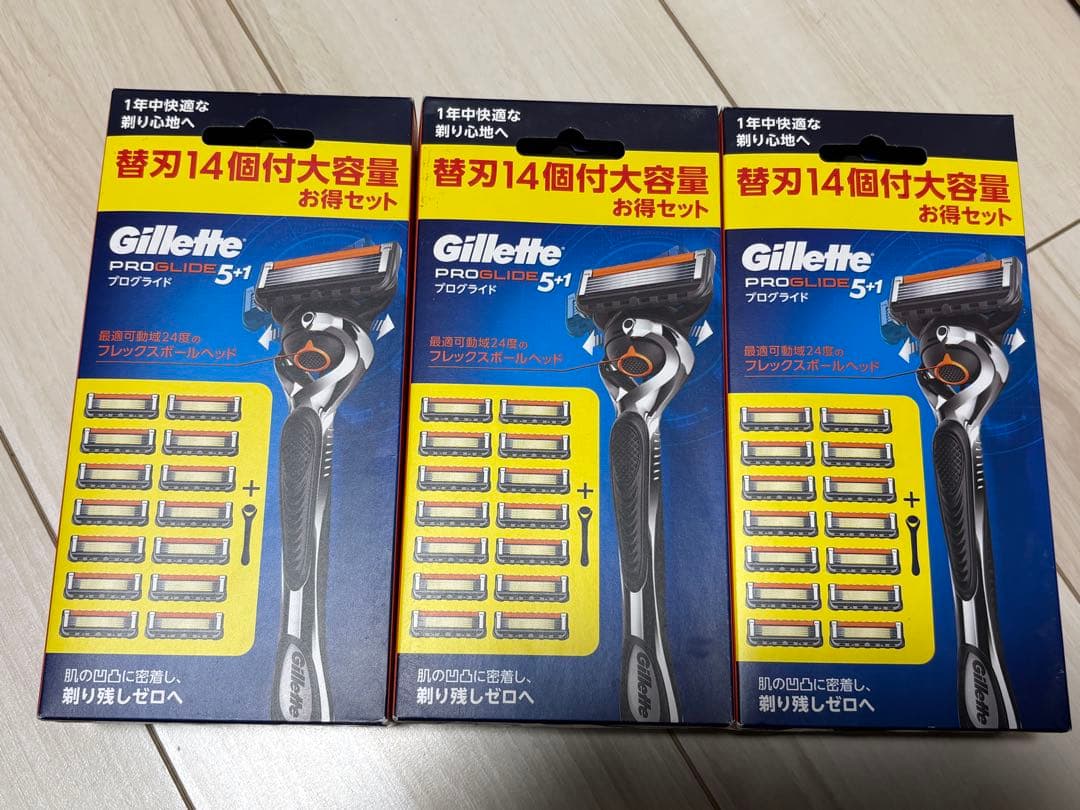 1年中快適な
剃り心地へ
替刃14個付大容量
お得セット
Gillette
PROGLIDE 5+1
プログライド
最適可動域24度の
フレックスボールヘッド
+
Gillette
肌の凹凸に密着し、
剃り残しゼロへ
1年中快適な
剃り心地へ
替刃14個付大容量
お得セット
Gillette
PROGLIDE 5+1
プログライド
最適可動域24度の
フレックスボールヘッド
+
Gillette
肌の凹凸に密着し、
剃り残しゼロへ
1年中快適な
剃り心地へ
替刃14個付大容量
お得セット
Gillette
PROGLIDE 5+1
プログライド
最適可動域24度の
フレックスボールヘッド
+
Gillette
肌の凹凸に密着し、
剃り残しゼロへ